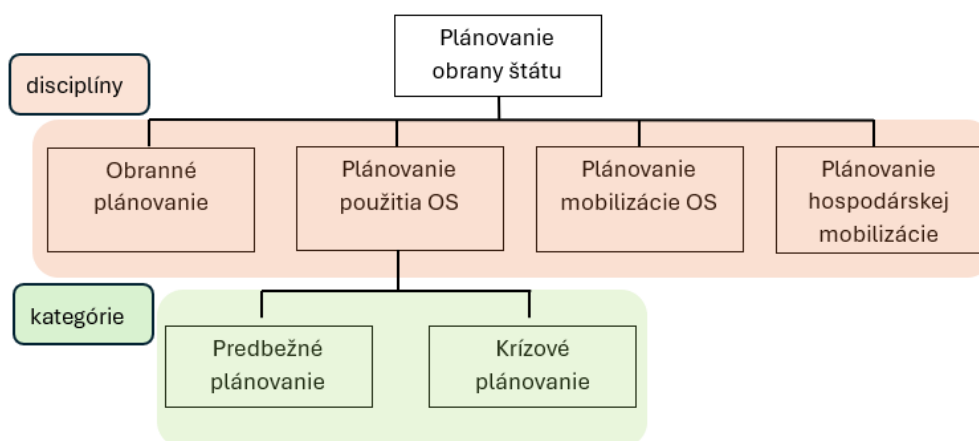 Plánovanie
obrany štátu
disciplíny
Obranné
plánovanie
Plánovanie
použitia OS
Plánovanie
mobilizácie OS
Plánovanie
hospodárskej
mobilizácie
kategórie
Predbežné
plánovanie
Krízové
plánovanie